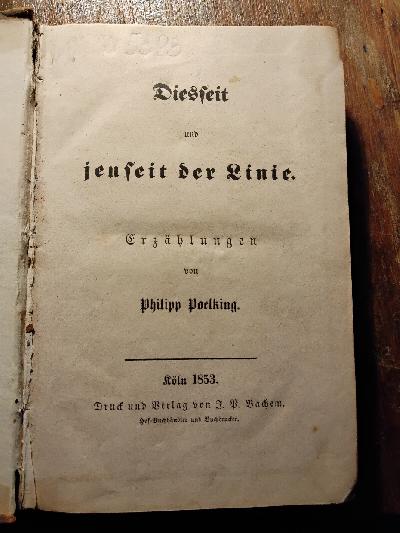 Diesseit
und
jenseit der Linie.
Erzählungen
von
Philipp Poelking.
Köln 1853.
Druck und Verlag von J. P. Bachem.
Hof-Buchhändler und Buchdrucker.